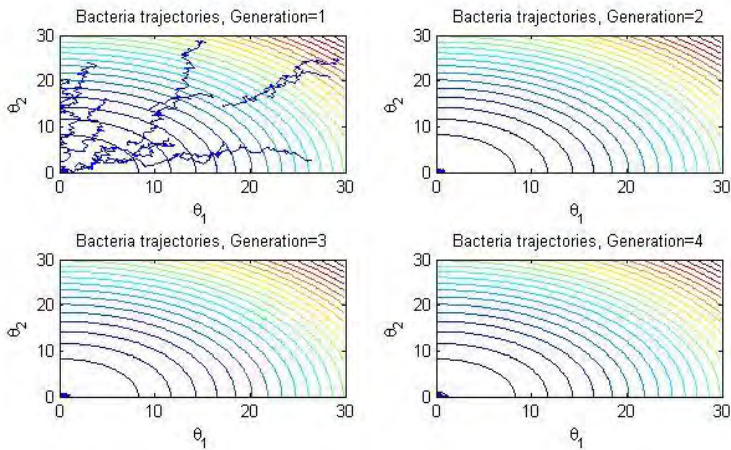 Bacteria trajectories, Generation=1
30
20
10
0
θ2
0 10 20 30
θ1
Bacteria trajectories, Generation=2
30
20
10
0
θ2
0 10 20 30
θ1
Bacteria trajectories, Generation=3
30
20
10
0
θ2
0 10 20 30
θ1
Bacteria trajectories, Generation=4
30
20
10
0
θ2
0 10 20 30
θ1